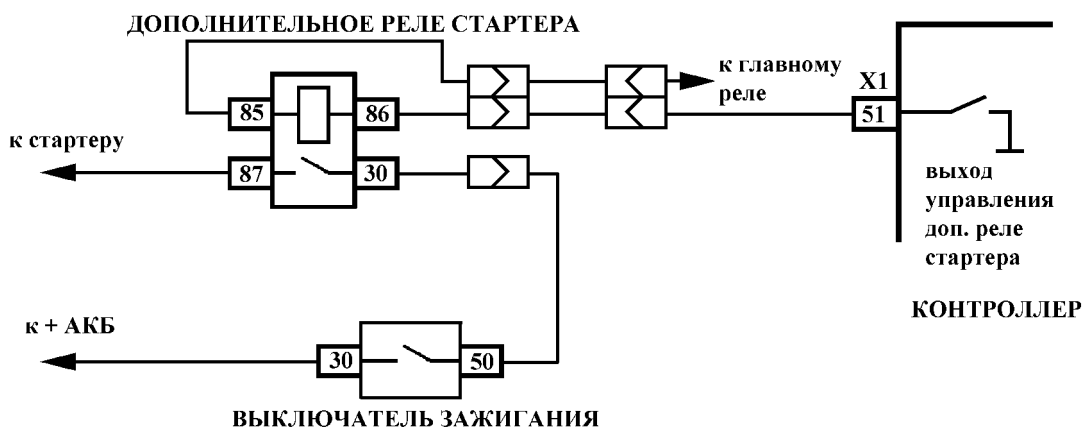 ДОПОЛНИТЕЛЬНОЕ РЕЛЕ СТАРТЕРА
к главному
реле
X1
85
86
51
к стартеру
87
30
выход
управления
доп. реле
стартера
КОНТРОЛЛЕР
к + АКБ
30
50
ВЫКЛЮЧАТЕЛЬ ЗАЖИГАНИЯ